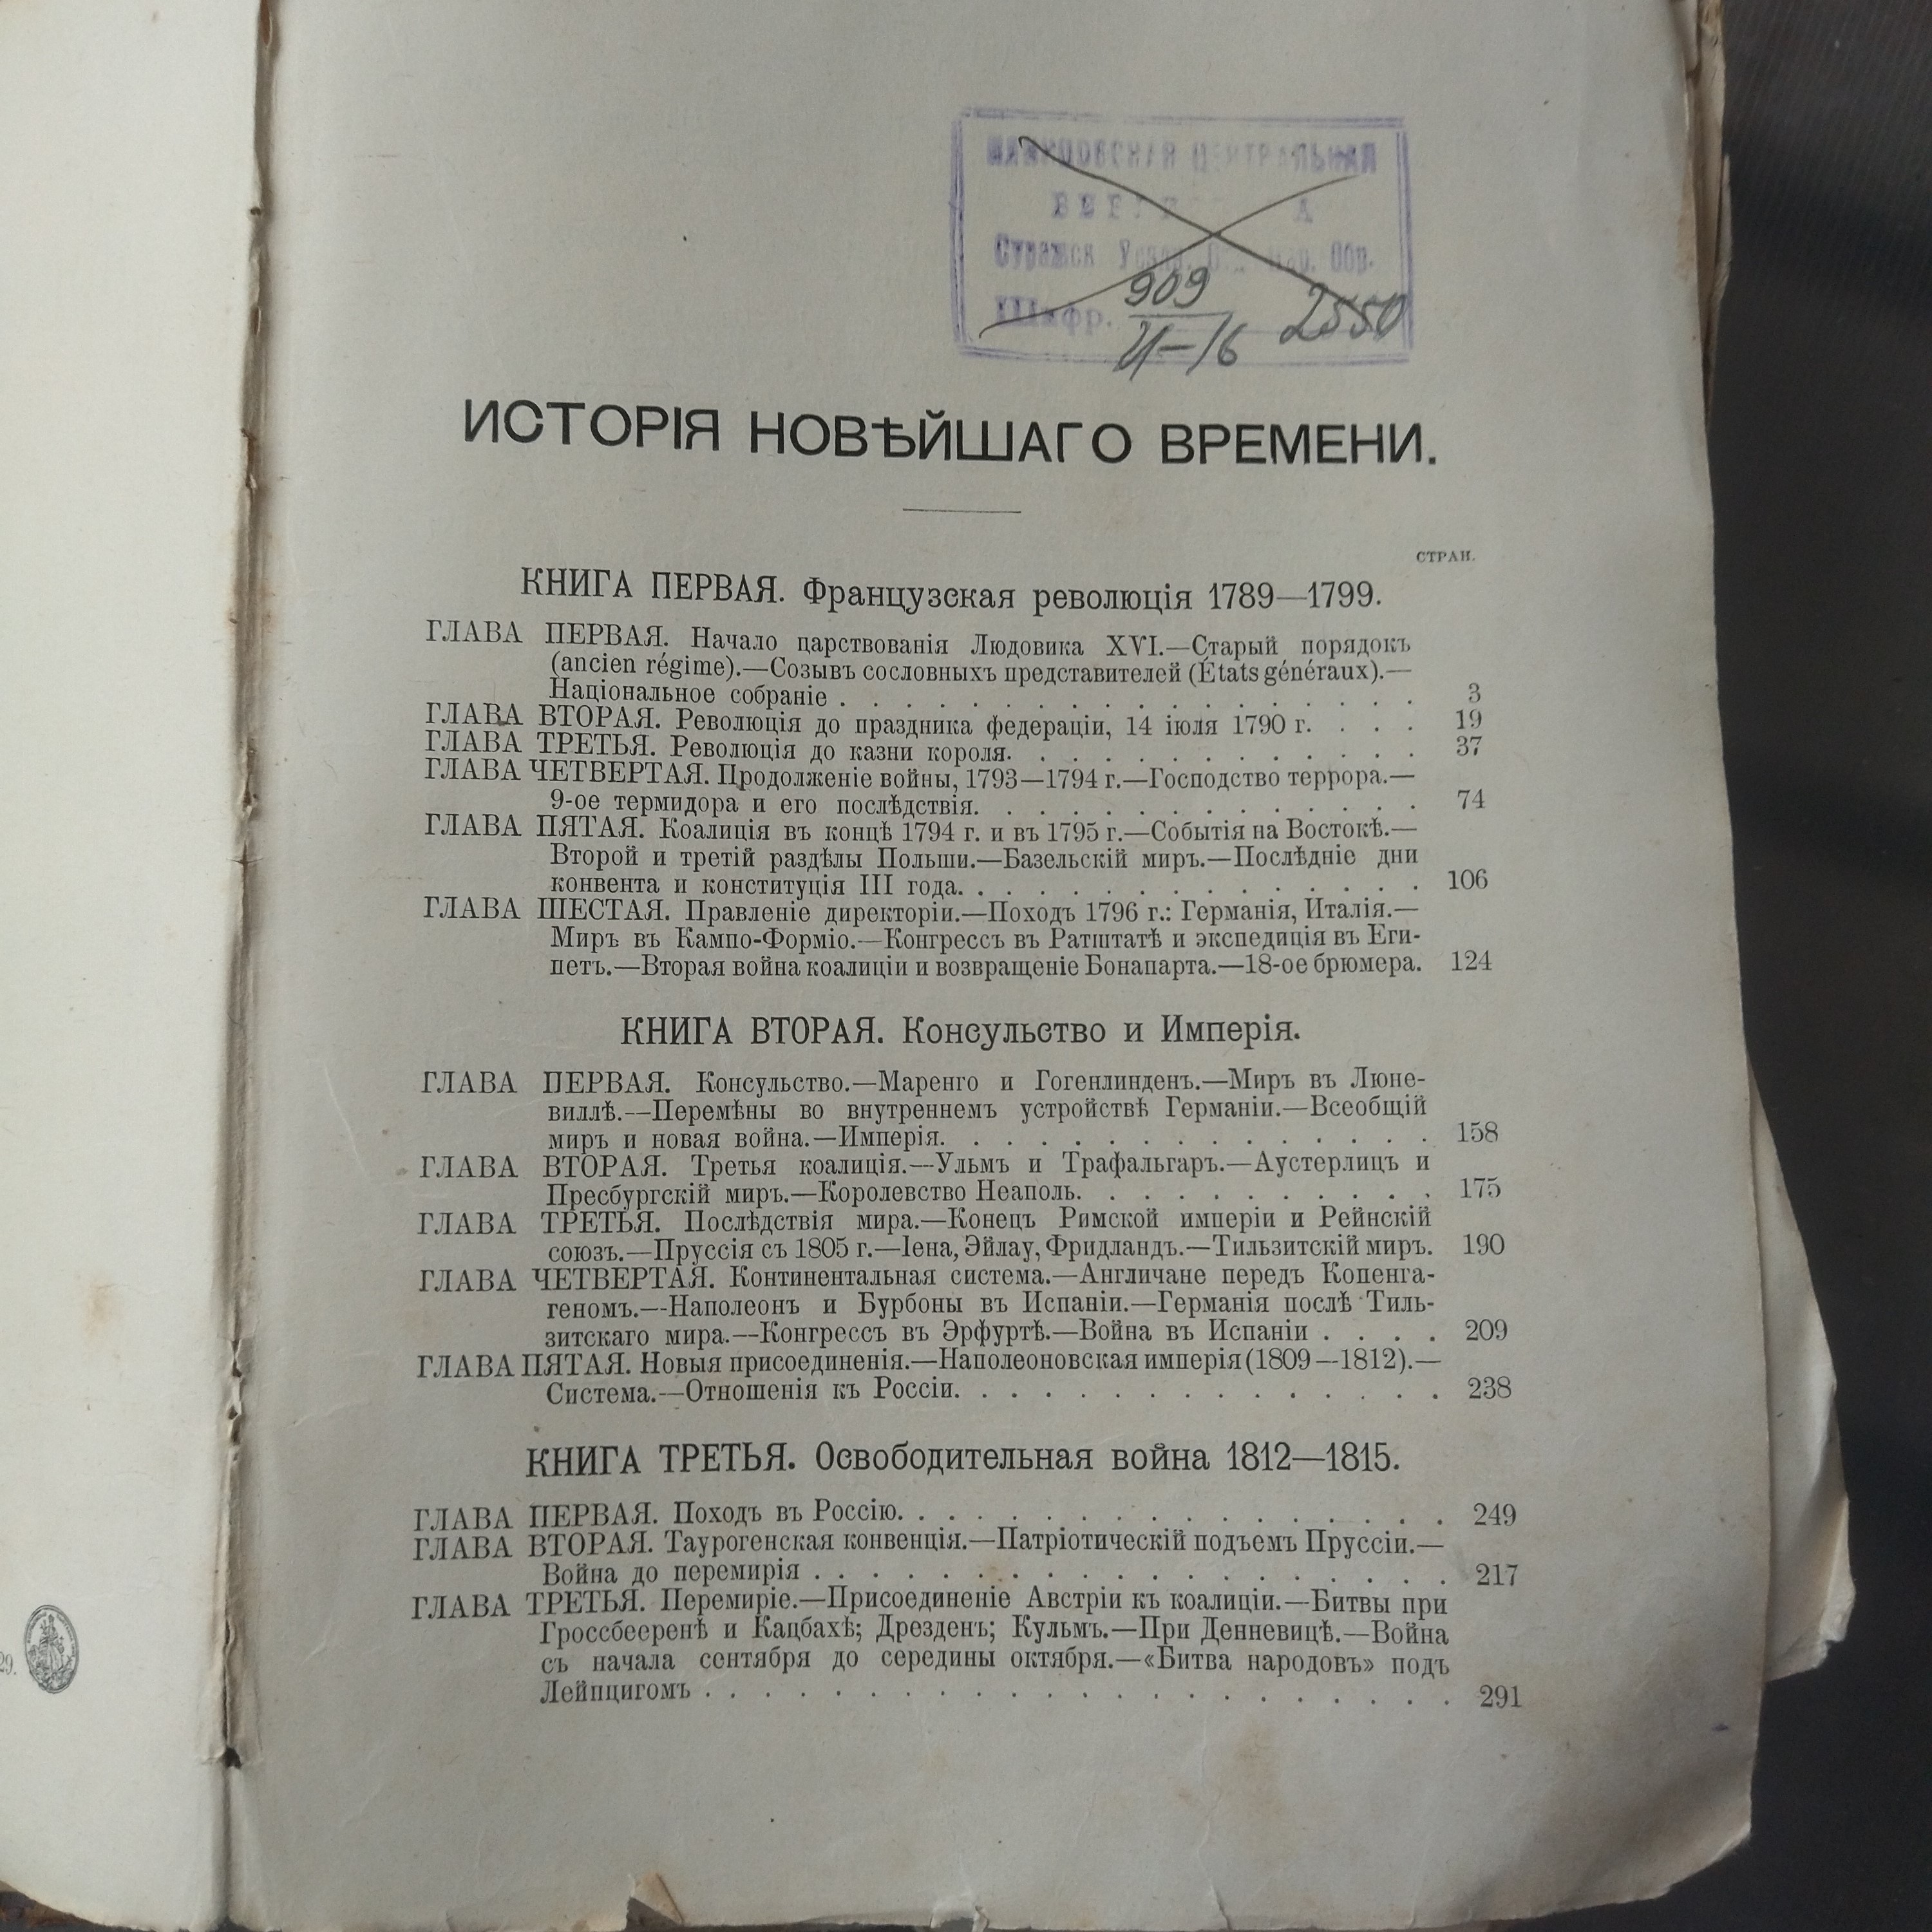 ЦЕНТРАЛЬНАЯ
909
2550
ИСТОРІЯ НОВѢЙШАГО ВРЕМЕНИ.
СТРАН.
КНИГА ПЕРВАЯ. Французская революція 1789—1799.
ГЛАВА ПЕРВАЯ. Начало царствованія Людовика XVI.—Старый порядокъ
(ancien régime).—Созывъ сословныхъ представителей (États généraux).—
Національное собраніе . . . . . . . . . . . . . . . . 3
ГЛАВА ВТОРАЯ. Революція до праздника федераціи, 14 іюля 1790 г. . . . 19
ГЛАВА ТРЕТЬЯ. Революція до казни короля. . . . . . . . . . . . 37
ГЛАВА ЧЕТВЕРТАЯ. Продолженіе войны, 1793—1794 г.—Господство террора.—
9-ое термидора и его послѣдствія. . . . . . . . . . . . . 74
ГЛАВА ПЯТАЯ. Коалиція въ концѣ 1794 г. и въ 1795 г.—Событія на Востокѣ.—
Второй и третій раздѣлы Польши.—Базельскій миръ.—Послѣдніе дни
конвента и конституція III года. . . . . . . . . . . . . . 106
ГЛАВА ШЕСТАЯ. Правленіе директоріи.—Походъ 1796 г.: Германія, Италія.—
Миръ въ Кампо-Форміо.—Конгрессъ въ Ратштатѣ и экспедиція въ Еги-
петъ.—Вторая война коалиціи и возвращеніе Бонапарта.—18-ое брюмера. 124
КНИГА ВТОРАЯ. Консульство и Имперія.
ГЛАВА ПЕРВАЯ. Консульство.—Маренго и Гогенлинденъ.—Миръ въ Люне-
виллѣ.—Перемѣны во внутреннемъ устройствѣ Германіи.—Всеобщій
миръ и новая война.—Имперія. . . . . . . . . . . . . . . 158
ГЛАВА ВТОРАЯ. Третья коалиція.—Ульмъ и Трафальгаръ.—Аустерлицъ и
Пресбургскій миръ.—Королевство Неаполь. . . . . . . . . . . 175
ГЛАВА ТРЕТЬЯ. Послѣдствія мира.—Конецъ Римской имперіи и Рейнскій
союзъ.—Пруссія съ 1805 г.—Іена, Эйлау, Фридландъ.—Тильзитскій миръ. 190
ГЛАВА ЧЕТВЕРТАЯ. Континентальная система.—Англичане передъ Копенга-
геномъ.—Наполеонъ и Бурбоны въ Испаніи.—Германія послѣ Тиль-
зитскаго мира.—Конгрессъ въ Эрфуртѣ.—Война въ Испаніи . . . . 209
ГЛАВА ПЯТАЯ. Новыя присоединенія.—Наполеоновская имперія (1809—1812).—
Система.—Отношенія къ Россіи. . . . . . . . . . . . . . . 238
КНИГА ТРЕТЬЯ. Освободительная война 1812—1815.
ГЛАВА ПЕРВАЯ. Походъ въ Россію. . . . . . . . . . . . . . . . 249
ГЛАВА ВТОРАЯ. Таурогенская конвенція.—Патріотическій подъемъ Пруссіи.—
Война до перемирія . . . . . . . . . . . . . . . . . . 217
ГЛАВА ТРЕТЬЯ. Перемиріе.—Присоединеніе Австріи къ коалиціи.—Битвы при
Гроссбееренѣ и Кацбахѣ; Дрезденъ; Кульмъ.—При Денневицѣ.—Война
съ начала сентября до середины октября.—«Битва народовъ» подъ
Лейпцигомъ . . . . . . . . . . . . . . . . . . . . . 291